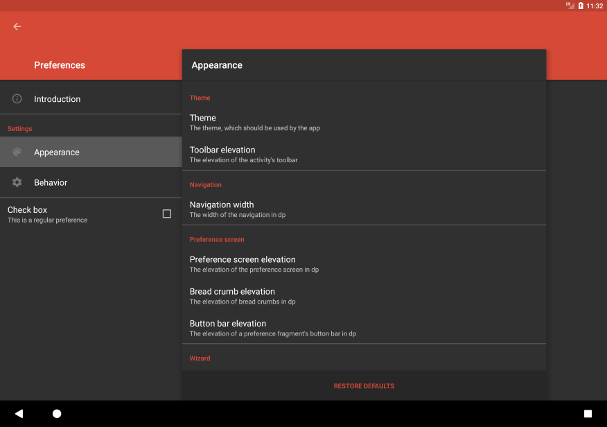 11:32
Preferences
Appearance
Introduction
Settings
Appearance
Behavior
Check box
This is a regular preference
Theme
Theme
The theme, which should be used by the app
Toolbar elevation
The elevation of the activity's toolbar
Navigation
Navigation width
The width of the navigation in dp
Preference screen
Preference screen elevation
The elevation of the preference screen in dp
Bread crumb elevation
The elevation of bread crumbs in dp
Button bar elevation
The elevation of a preference fragment's button bar in dp
Wizard
RESTORE DEFAULTS